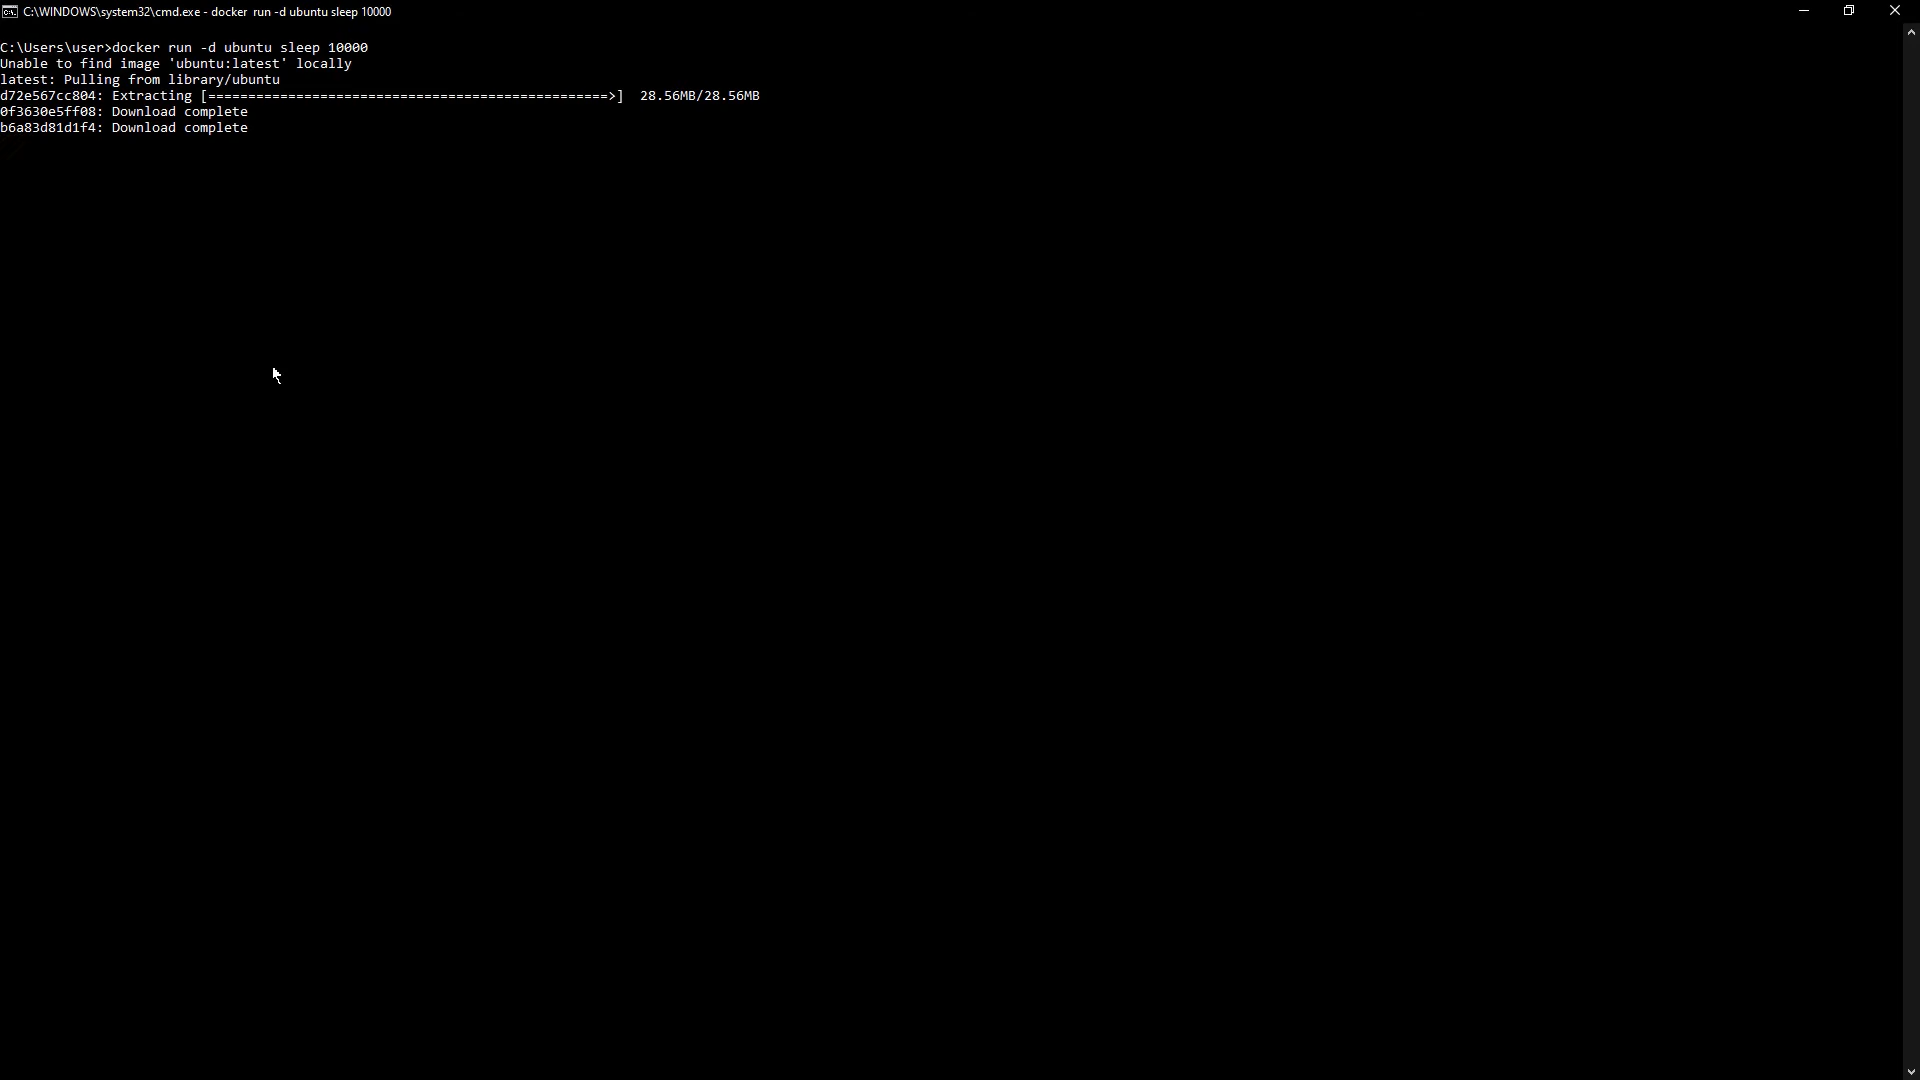 C:\WINDOWS\system32\cmd.exe - docker  run -d ubuntu sleep 10000
C:\Users\user>docker run -d ubuntu sleep 10000
Unable to find image 'ubuntu:latest' locally
latest: Pulling from library/ubuntu
d72e567cc804: Extracting [==================================================>]  28.56MB/28.56MB
0f3630e5ff08: Download complete
b6a83d81d1f4: Download complete